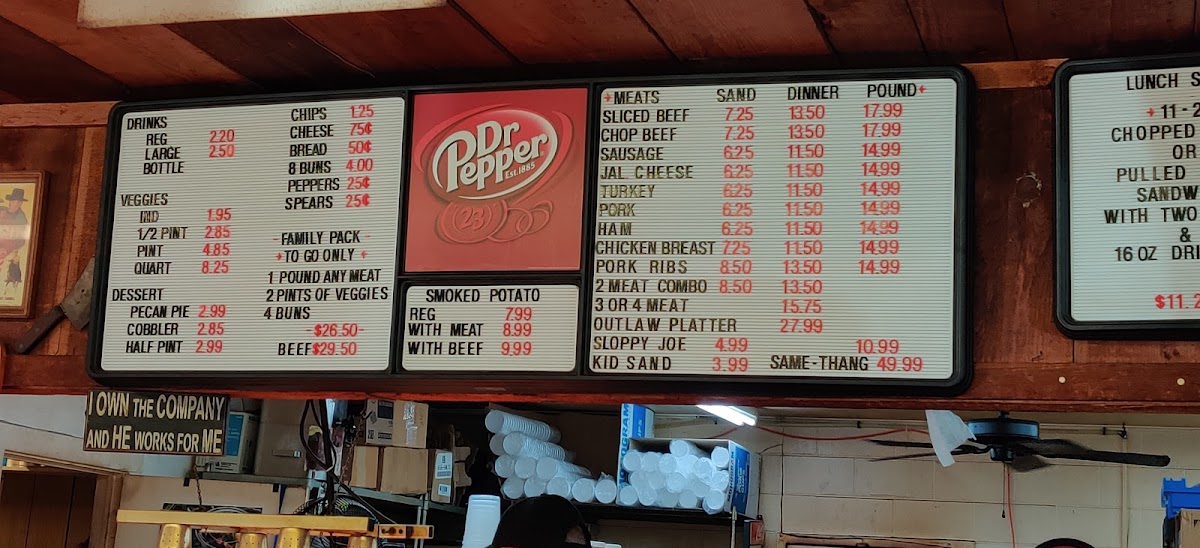 DRINKS
REG 2.20
LARGE 2.50
BOTTLE
VEGGIES
IND 1.95
1/2 PINT 2.85
PINT 4.85
QUART 8.25
DESSERT
PECAN PIE 2.99
COBBLER 2.85
HALF PINT 2.99
CHIPS 1.25
CHEESE 75¢
BREAD 50¢
8 BUNS 4.00
PEPPERS 25¢
SPEARS 25¢
-FAMILY PACK-
+TO GO ONLY+
1 POUND ANY MEAT
2 PINTS OF VEGGIES
4 BUNS
-$26.50-
BEEF $29.50
Dr Pepper
Est. 1885
23
SMOKED POTATO
REG 7.99
WITH MEAT 8.99
WITH BEEF 9.99
+MEATS SAND DINNER POUND+
SLICED BEEF 7.25 13.50 17.99
CHOP BEEF 7.25 13.50 17.99
SAUSAGE 6.25 11.50 14.99
JAL CHEESE 6.25 11.50 14.99
TURKEY 6.25 11.50 14.99
PORK 6.25 11.50 14.99
HAM 6.25 11.50 14.99
CHICKEN BREAST 7.25 11.50 14.99
PORK RIBS 8.50 13.50 14.99
2 MEAT COMBO 8.50 13.50
3 OR 4 MEAT 15.75
OUTLAW PLATTER 27.99
SLOPPY JOE 4.99 10.99
KID SAND 3.99 SAME-THANG 49.99
LUNCH
+ 11 -
CHOPPED
OR
PULLED
WITH TWO
&
16 OZ
I OWN THE COMPANY
AND HE WORKS FOR ME